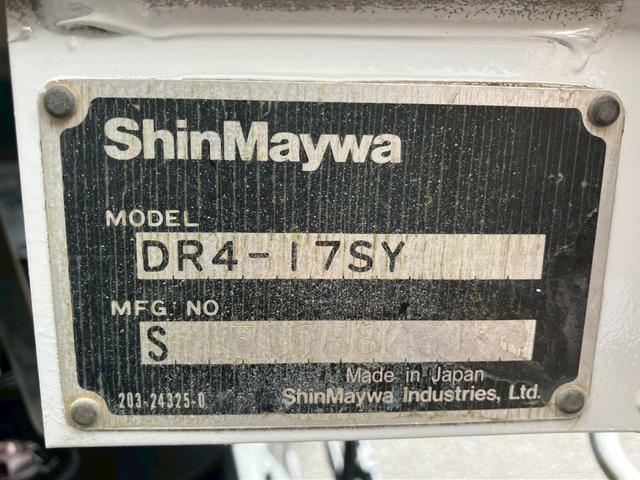 ShinMaywa
MODEL
DR4-17SY
MFG. NO
S
Made in Japan
203-24325-0
ShinMaywa Industries, Ltd.